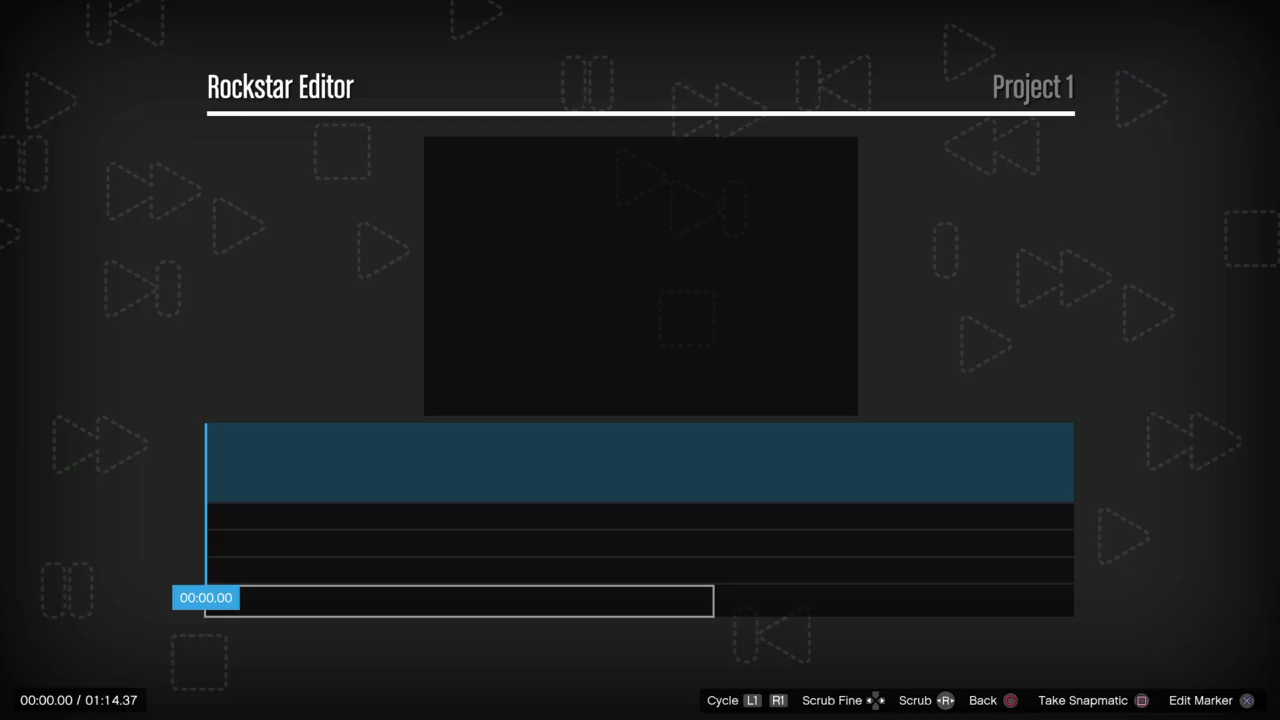 Rockstar Editor
Project 1
00:00.00
00:00.00 / 01:14.37
Cycle L1 R1 Scrub Fine Scrub R Back Take Snapmatic Edit Marker